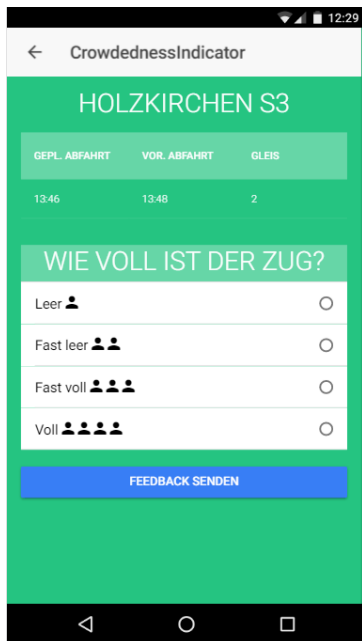 12:29
CrowdednessIndicator
HOLZKIRCHEN S3
GEPL. ABFAHRT VOR. ABFAHRT GLEIS
13:46 13:48 2
WIE VOLL IST DER ZUG?
Leer
Fast leer
Fast voll
Voll
FEEDBACK SENDEN